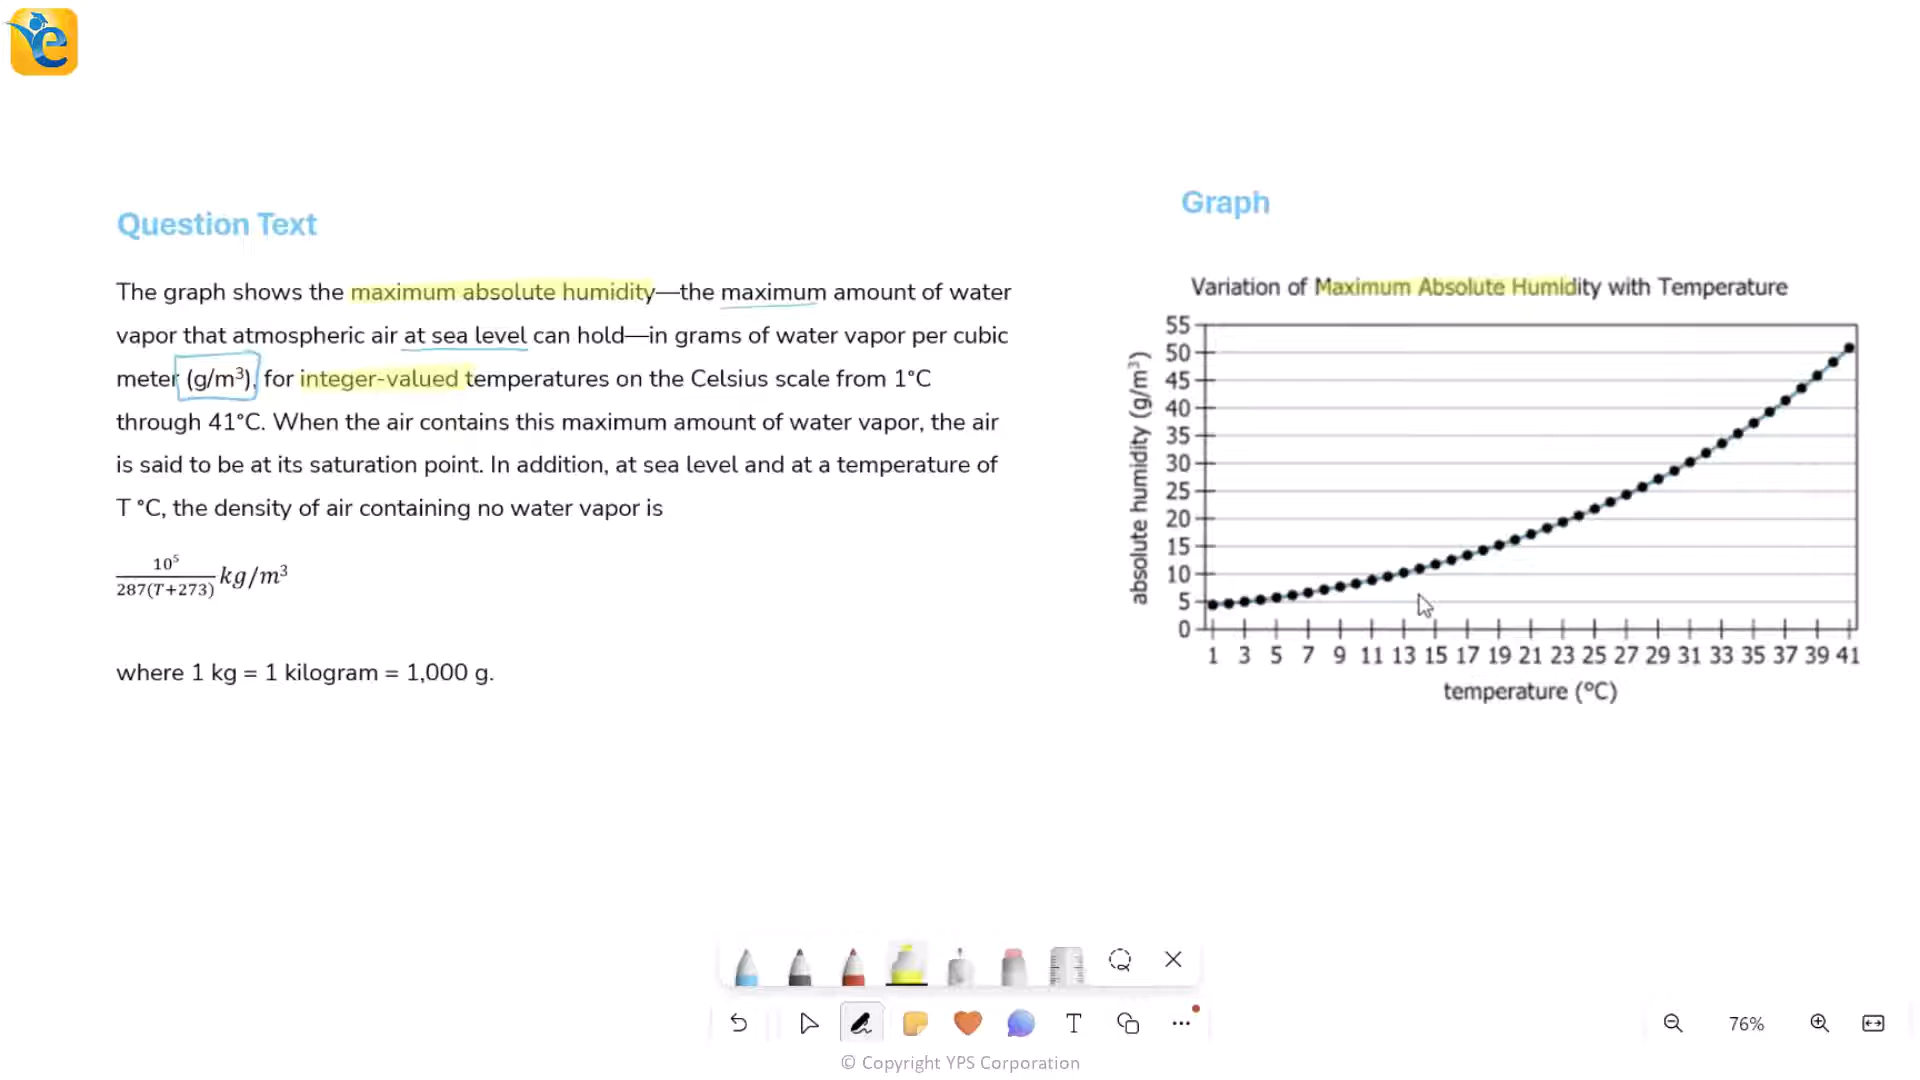 e
Question Text
The graph shows the maximum absolute humidity—the maximum amount of water
vapor that atmospheric air at sea level can hold—in grams of water vapor per cubic
meter (g/m³), for integer-valued temperatures on the Celsius scale from 1°C
through 41°C. When the air contains this maximum amount of water vapor, the air
is said to be at its saturation point. In addition, at sea level and at a temperature of
T °C, the density of air containing no water vapor is
10⁵
287(T+273)
kg/m³
where 1 kg = 1 kilogram = 1,000 g.
Graph
Variation of Maximum Absolute Humidity with Temperature
absolute humidity (g/m³)
55
50
45
40
35
30
25
20
15
10
5
0
1 3 5 7 9 11 13 15 17 19 21 23 25 27 29 31 33 35 37 39 41
temperature (°C)
T
76%
© Copyright YPS Corporation